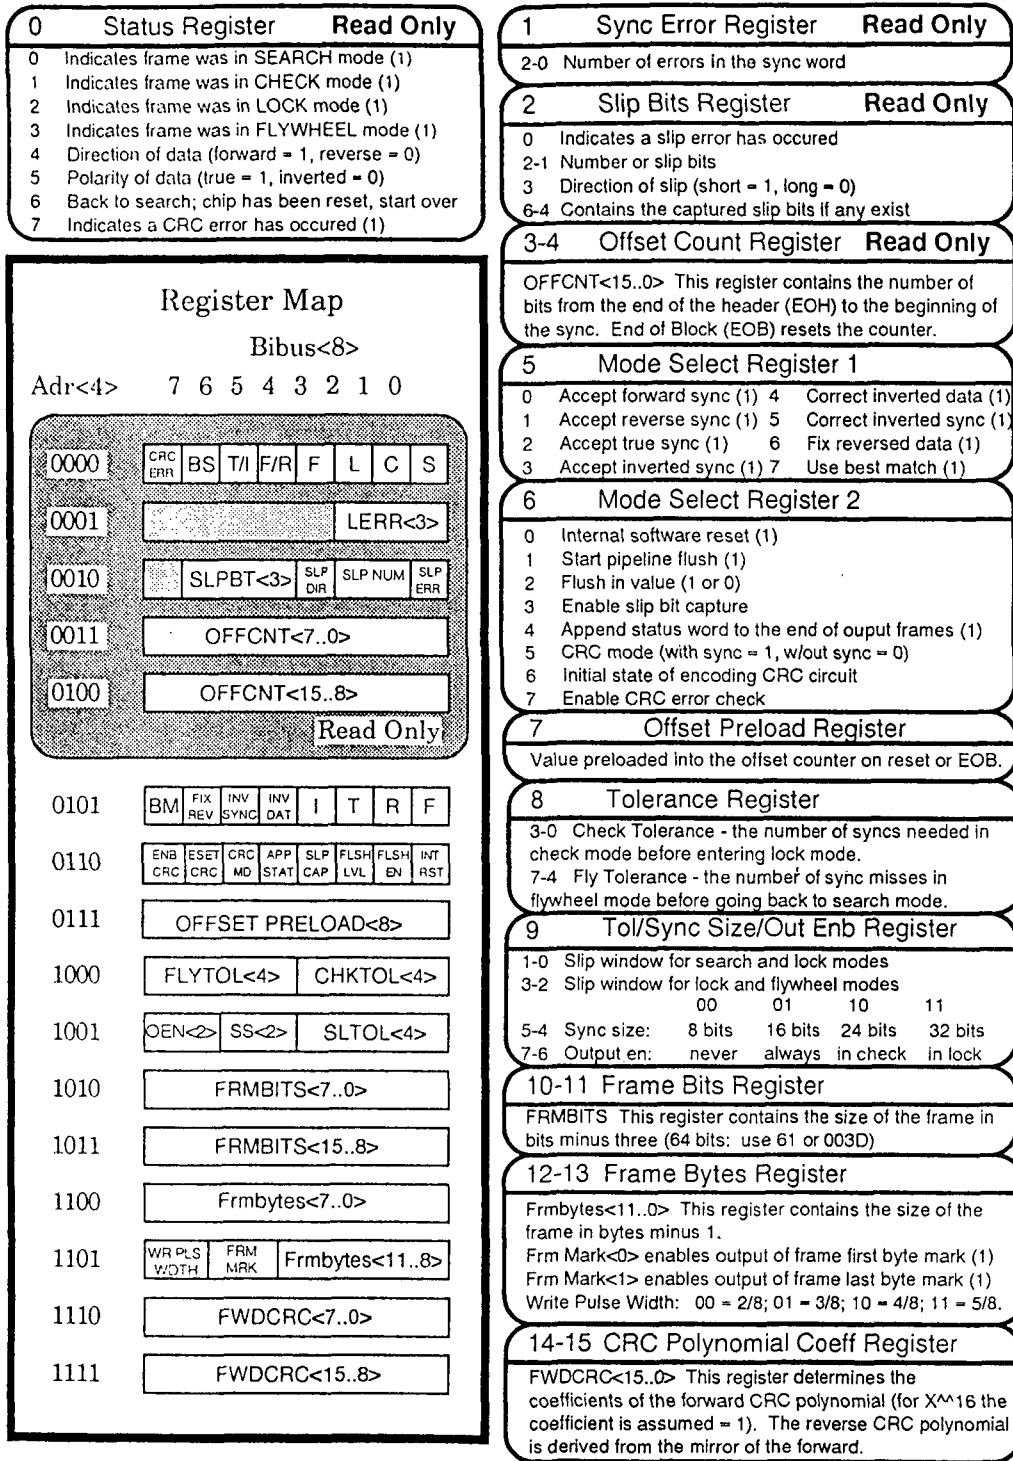 0 Status Register Read Only
0 Indicates frame was in SEARCH mode (1)
1 Indicates frame was in CHECK mode (1)
2 Indicates frame was in LOCK mode (1)
3 Indicates frame was in FLYWHEEL mode (1)
4 Direction of data (forward = 1, reverse = 0)
5 Polarity of data (true = 1, inverted = 0)
6 Back to search; chip has been reset, start over
7 Indicates a CRC error has occured (1)
Register Map
Bibus<8>
Adr<4> 7 6 5 4 3 2 1 0
0000 CRC ERR BS T/I F/R F L C S
0001 LERR<3>
0010 SLPBT<3> SLP DIR SLP NUM SLP ERR
0011 OFFCNT<7..0>
0100 OFFCNT<15..8>
Read Only
0101 BM FIX REV INV SYNC INV DAT I T R F
0110 ENB CRC ESET CRC CRC MD APP STAT SLP CAP FLSH LVL FLSH EN INT RST
0111 OFFSET PRELOAD<8>
1000 FLYTOL<4> CHKTOL<4>
1001 OEN<2> SS<2> SLTOL<4>
1010 FRMBITS<7..0>
1011 FRMBITS<15..8>
1100 Frmbytes<7..0>
1101 WR PLS WDTH FRM MRK Frmbytes<11..8>
1110 FWDCRC<7..0>
1111 FWDCRC<15..8>
1 Sync Error Register Read Only
2-0 Number of errors in the sync word
2 Slip Bits Register Read Only
0 Indicates a slip error has occured
2-1 Number or slip bits
3 Direction of slip (short = 1, long = 0)
6-4 Contains the captured slip bits if any exist
3-4 Offset Count Register Read Only
OFFCNT<15..0> This register contains the number of
bits from the end of the header (EOH) to the beginning of
the sync. End of Block (EOB) resets the counter.
5 Mode Select Register 1
0 Accept forward sync (1) 4 Correct inverted data (1)
1 Accept reverse sync (1) 5 Correct inverted sync (1)
2 Accept true sync (1) 6 Fix reversed data (1)
3 Accept inverted sync (1) 7 Use best match (1)
6 Mode Select Register 2
0 Internal software reset (1)
1 Start pipeline flush (1)
2 Flush in value (1 or 0)
3 Enable slip bit capture
4 Append status word to the end of ouput frames (1)
5 CRC mode (with sync = 1, w/out sync = 0)
6 Initial state of encoding CRC circuit
7 Enable CRC error check
7 Offset Preload Register
Value preloaded into the offset counter on reset or EOB.
8 Tolerance Register
3-0 Check Tolerance - the number of syncs needed in
check mode before entering lock mode.
7-4 Fly Tolerance - the number of sync misses in
flywheel mode before going back to search mode.
9 Tol/Sync Size/Out Enb Register
1-0 Slip window for search and lock modes
3-2 Slip window for lock and flywheel modes
00 01 10 11
5-4 Sync size: 8 bits 16 bits 24 bits 32 bits
7-6 Output en: never always in check in lock
10-11 Frame Bits Register
FRMBITS This register contains the size of the frame in
bits minus three (64 bits: use 61 or 003D)
12-13 Frame Bytes Register
Frmbytes<11..0> This register contains the size of the
frame in bytes minus 1.
Frm Mark<0> enables output of frame first byte mark (1)
Frm Mark<1> enables output of frame last byte mark (1)
Write Pulse Width: 00 = 2/8; 01 = 3/8; 10 = 4/8; 11 = 5/8.
14-15 CRC Polynomial Coeff Register
FWDCRC<15..0> This register determines the
coefficients of the forward CRC polynomial (for X^^16 the
coefficient is assumed = 1). The reverse CRC polynomial
is derived from the mirror of the forward.